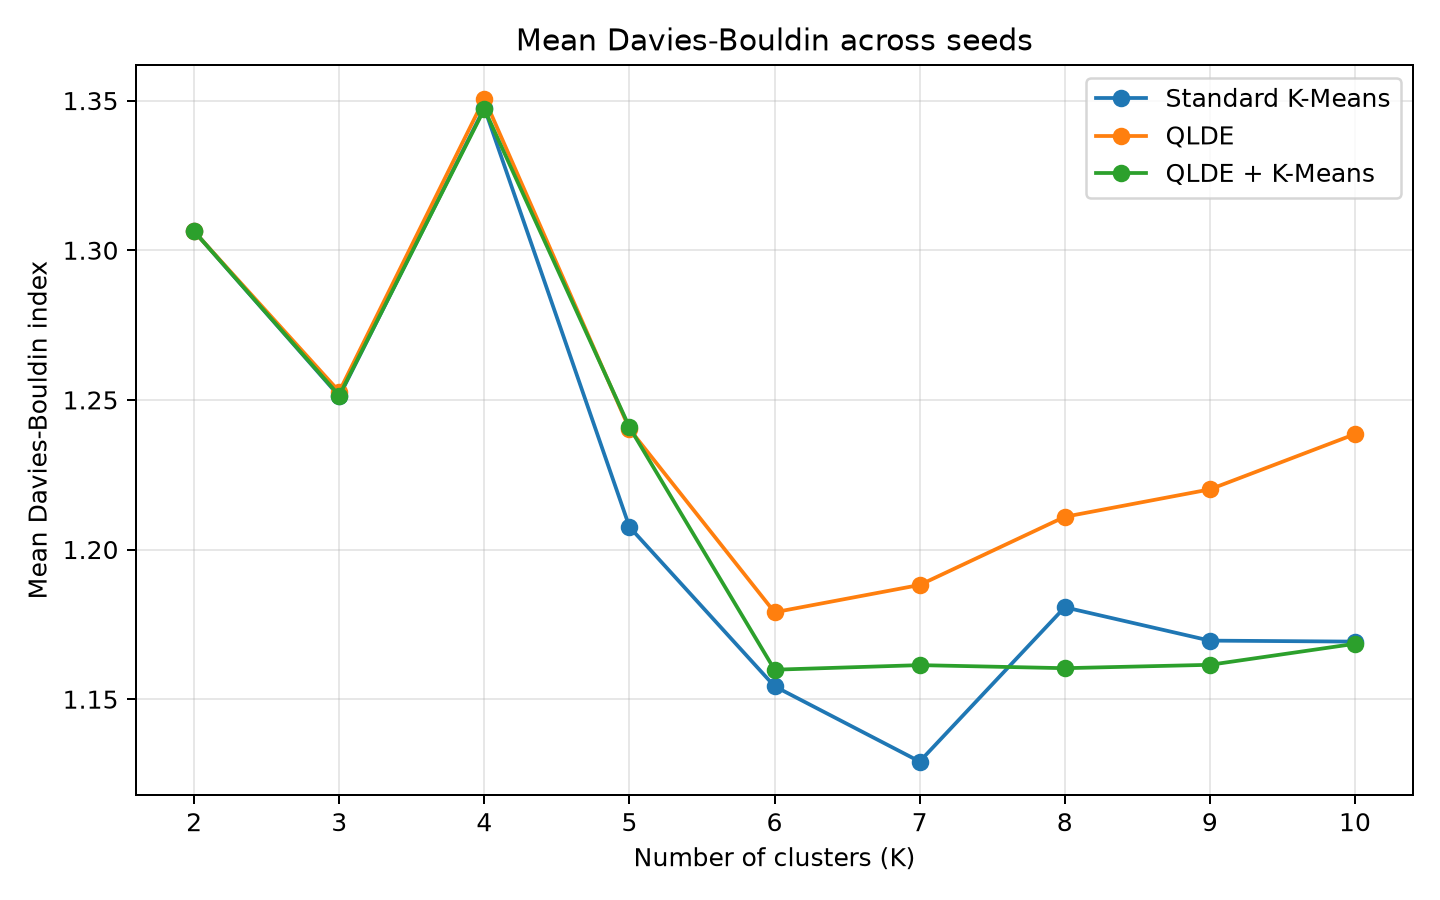 Mean Davies-Bouldin across seeds
Standard K-Means
QLDE
QLDE + K-Means
Mean Davies-Bouldin index
1.35
1.30
1.25
1.20
1.15
2 3 4 5 6 7 8 9 10
Number of clusters (K)